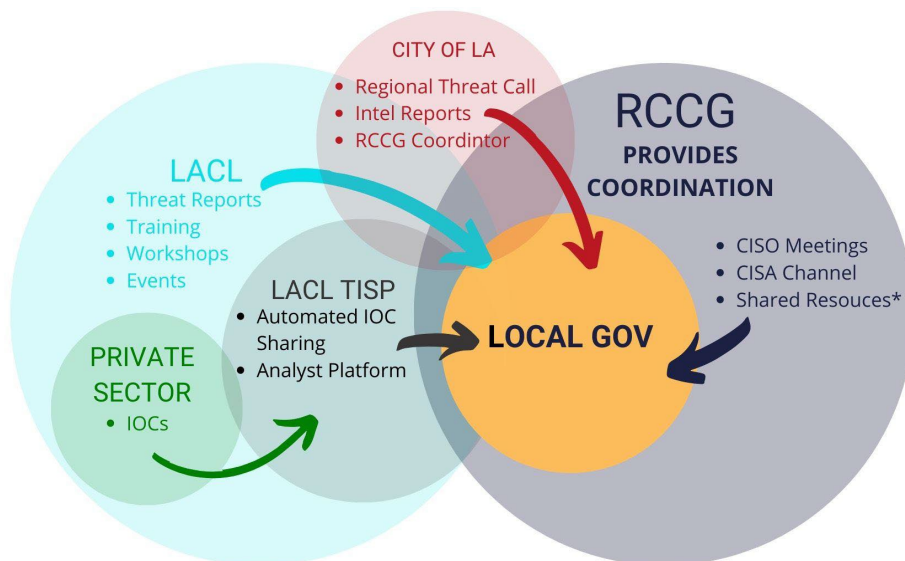 CITY OF LA
• Regional Threat Call
• Intel Reports
• RCCG Coordintor
RCCG
PROVIDES
COORDINATION
LACL
• Threat Reports
• Training
• Workshops
• Events
• CISO Meetings
• CISA Channel
• Shared Resouces*
LACL TISP
• Automated IOC
Sharing
• Analyst Platform
LOCAL GOV
PRIVATE
SECTOR
• IOCs